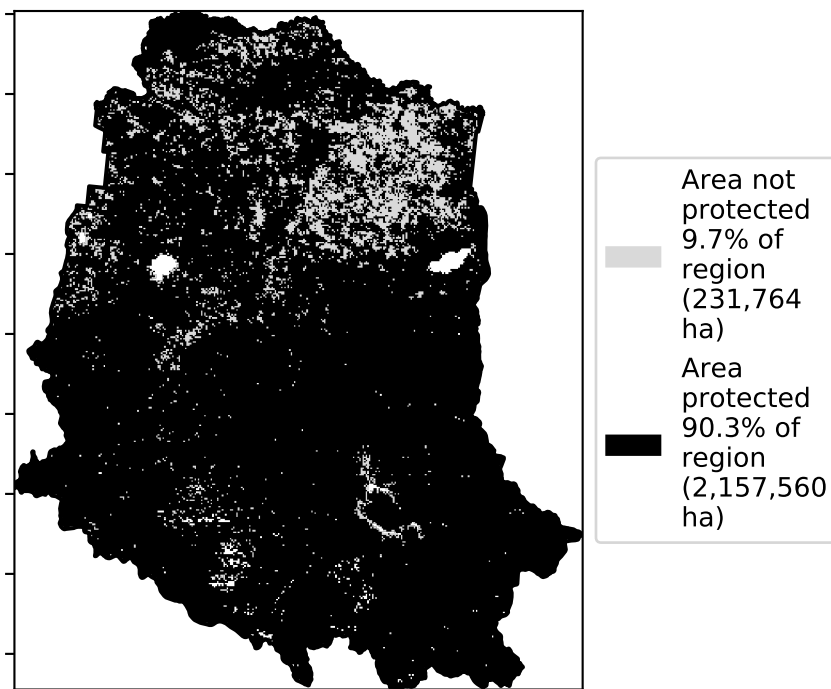 Area not
protected
9.7% of
region
(231,764
ha)
Area
protected
90.3% of
region
(2,157,560
ha)